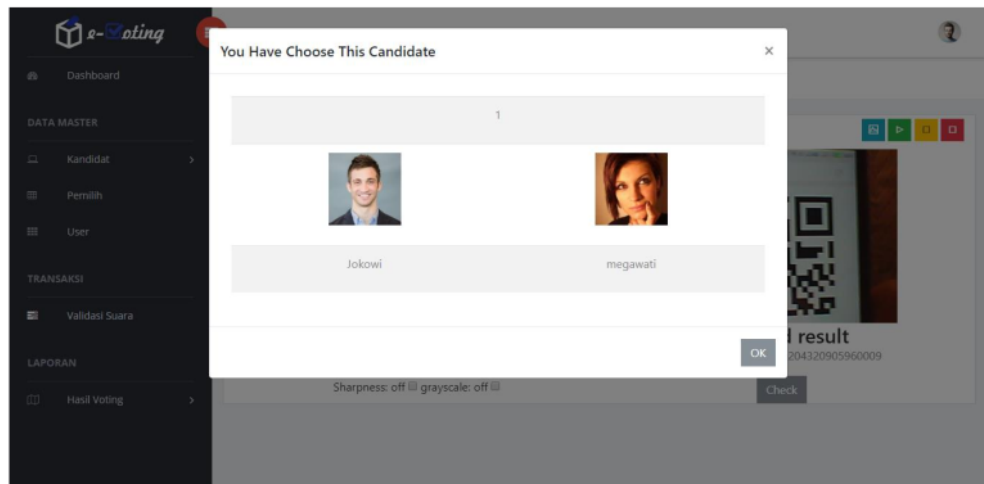 e-Voting
Dashboard
DATA MASTER
Kandidat
Pemilih
User
TRANSAKSI
Validasi Suara
LAPORAN
Hasil Voting
You Have Choose This Candidate
×
1
Jokowi megawati
OK
result
204320905960009
Sharpness: off grayscale: off
Check